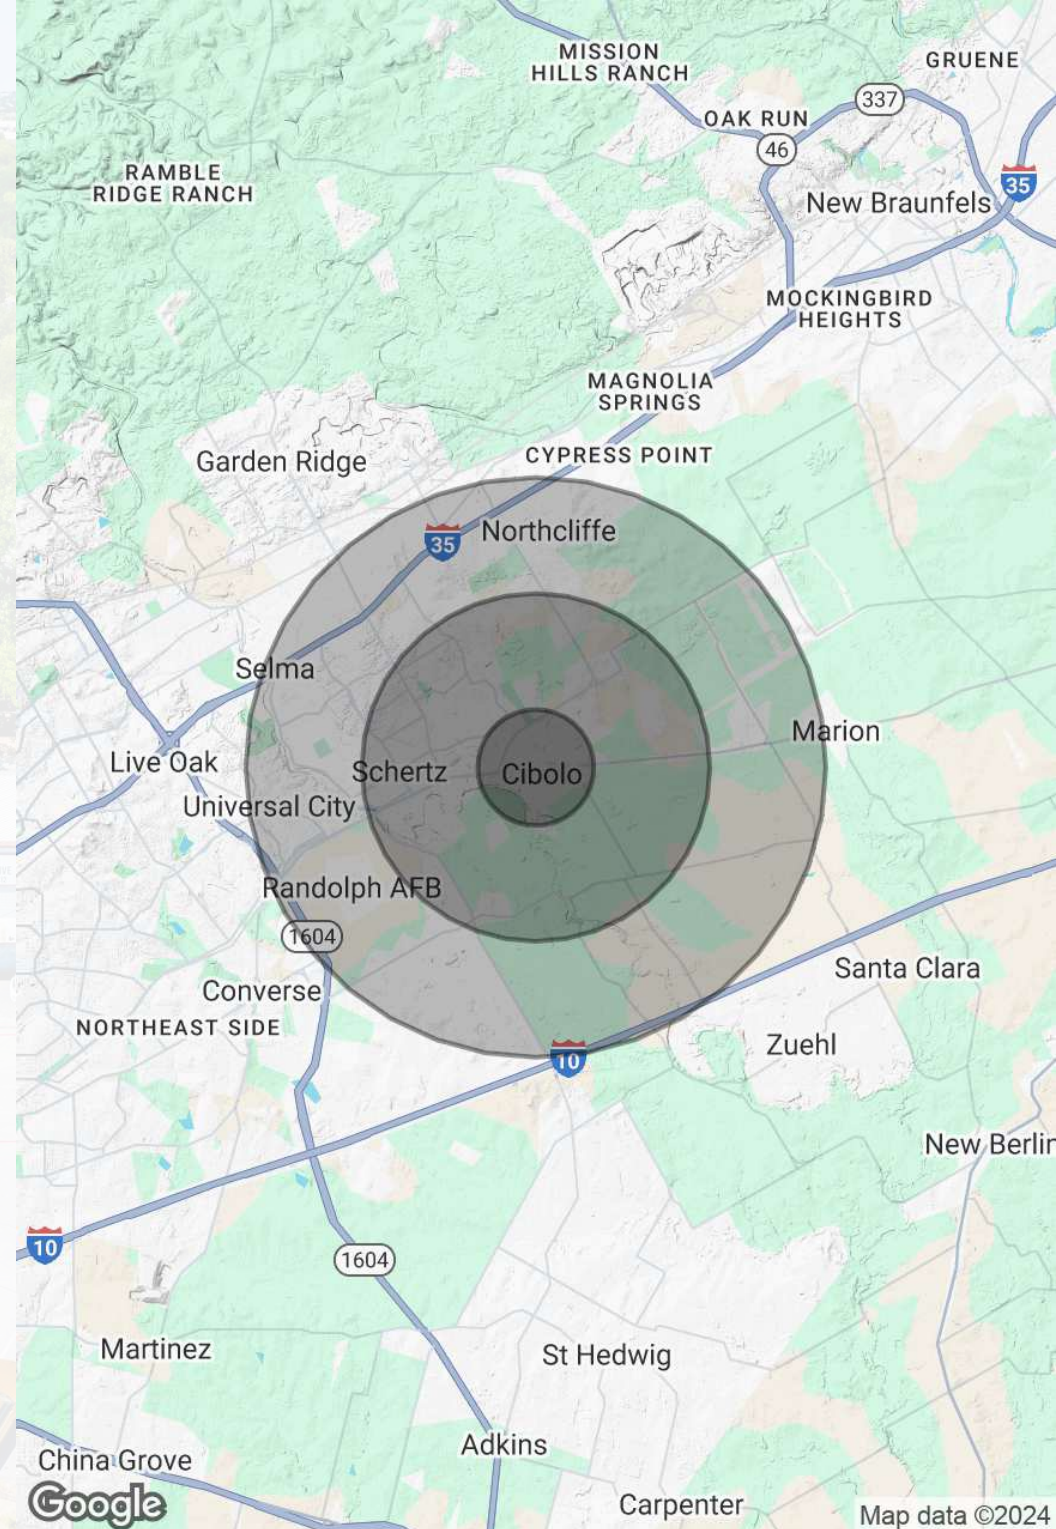 MISSION
HILLS RANCH
GRUENE
337
OAK RUN
46
RAMBLE
RIDGE RANCH
35
New Braunfels
MOCKINGBIRD
HEIGHTS
MAGNOLIA
SPRINGS
CYPRESS POINT
Garden Ridge
Northcliffe
35
Selma
Marion
Live Oak
Schertz
Cibolo
Universal City
Randolph AFB
1604
Santa Clara
Converse
NORTHEAST SIDE
Zuehl
10
New Berlin
10
1604
Martinez
St Hedwig
Adkins
China Grove
Google
Carpenter
Map data ©2024